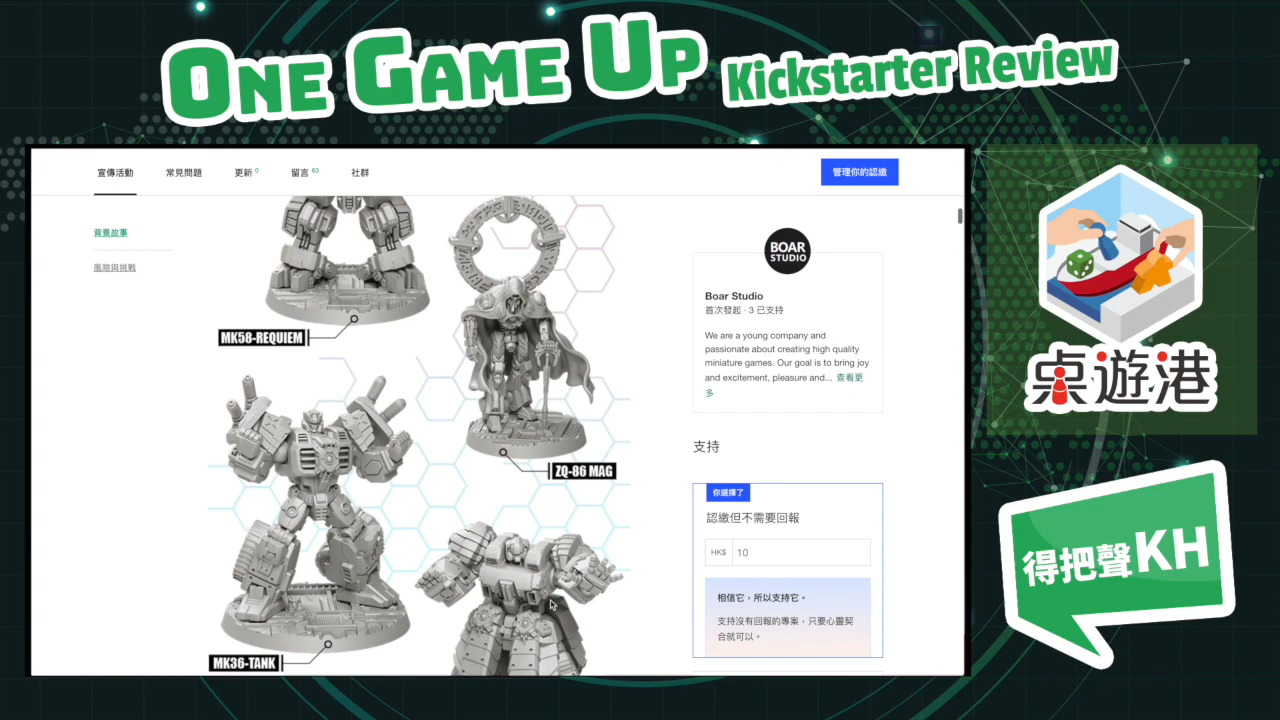 ONE GAME UP Kickstarter Review
宣傳活動 常見問題 更新 0 留言 63 社群
管理你的認繳
背景故事
風險與挑戰
MK58-REQUIEM
ZQ-86 MAG
MK36-TANK
BOAR
STUDIO
Boar Studio
首次發起 · 3 已支持
We are a young company and
passionate about creating high quality
miniature games. Our goal is to bring joy
and excitement, pleasure and... 查看更
多
支持
你選擇了
認繳但不需要回報
HK$ 10
相信它，所以支持它。
支持沒有回報的專案，只要心靈契
合就可以。
桌遊港
得把聲KH